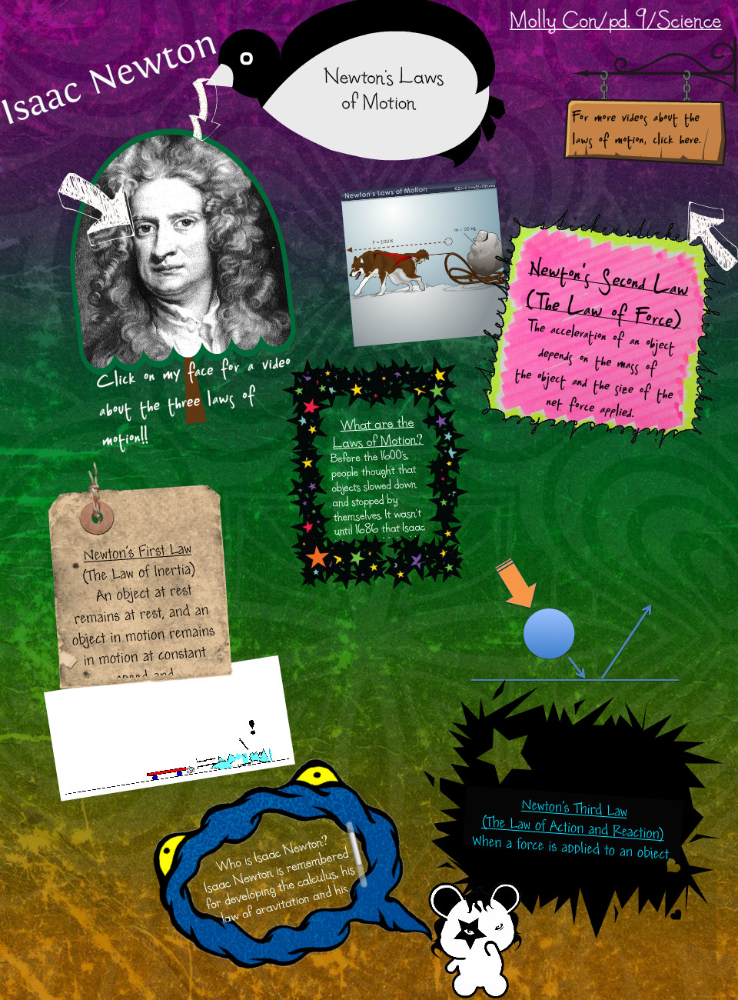 Molly Con/pd. 9/Science
Isaac Newton
Newton's Laws
of Motion
For more videos about the
laws of motion, click here.
Newton's Laws of Motion
F = 100 N
m = 50 kg
Newton's Second Law
(The Law of Force)
The acceleration of an object
depends on the mass of
the object and the size of the
net force applied.
Click on my face for a video
about the three laws of
motion!!
What are the
Laws of Motion?
Before the 1600's,
people thought that
objects slowed down
and stopped by
themselves. It wasn't
until 1686 that Isaac
Newton's First Law
(The Law of Inertia)
An object at rest
remains at rest, and an
object in motion remains
in motion at constant
speed and
Newton's Third Law
(The Law of Action and Reaction)
When a force is applied to an object,
Who is Isaac Newton?
Isaac Newton is remembered
for developing the calculus, his
law of gravitation and his